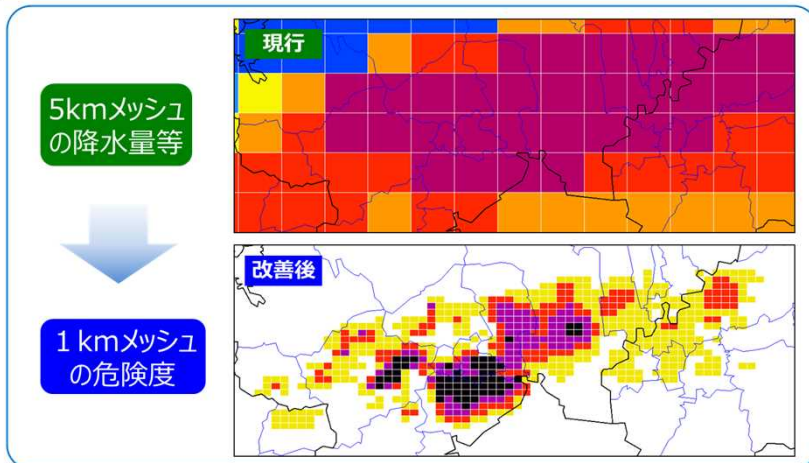 現行
5kmメッシュ
の降水量等
改善後
１kmメッシュ
の危険度